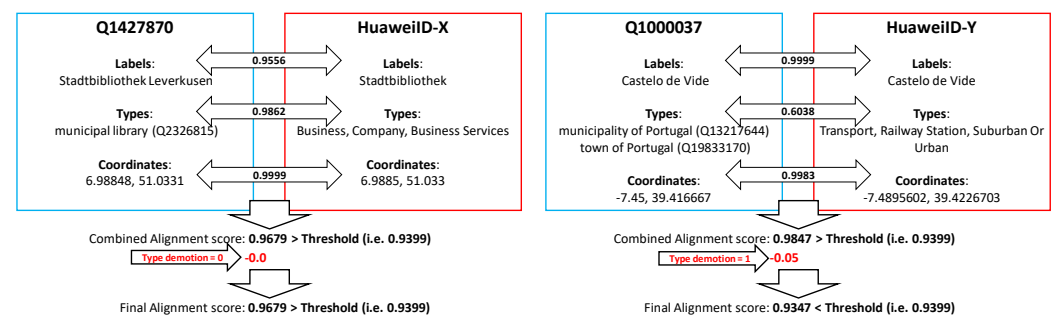 Q1427870
HuaweiID-X
Labels:
Stadtbibliothek Leverkusen
0.9556
Labels:
Stadtbibliothek
Types:
municipal library (Q2326815)
0.9862
Types:
Business, Company, Business Services
Coordinates:
6.98848, 51.0331
0.9999
Coordinates:
6.9885, 51.033
Combined Alignment score: 0.9679 > Threshold (i.e. 0.9399)
Type demotion = 0
-0.0
Final Alignment score: 0.9679 > Threshold (i.e. 0.9399)
Q1000037
HuaweiID-Y
Labels:
Castelo de Vide
0.9999
Labels:
Castelo de Vide
Types:
municipality of Portugal (Q13217644)
town of Portugal (Q19833170)
0.6038
Types:
Transport, Railway Station, Suburban Or
Urban
Coordinates:
-7.45, 39.416667
0.9983
Coordinates:
-7.4895602, 39.4226703
Combined Alignment score: 0.9847 > Threshold (i.e. 0.9399)
Type demotion = 1
-0.05
Final Alignment score: 0.9347 < Threshold (i.e. 0.9399)